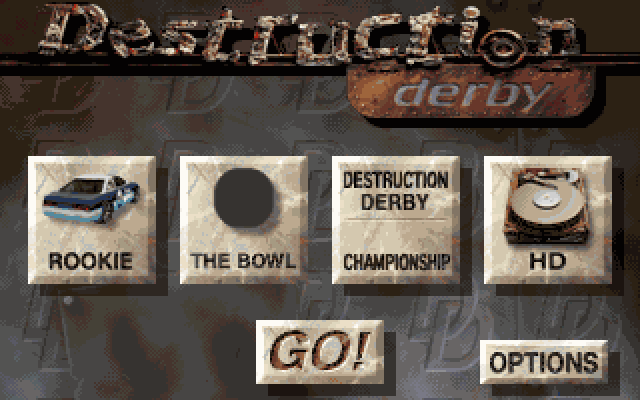 Destruction
derby
ROOKIE
THE BOWL
DESTRUCTION
DERBY
CHAMPIONSHIP
HD
GO!
OPTIONS